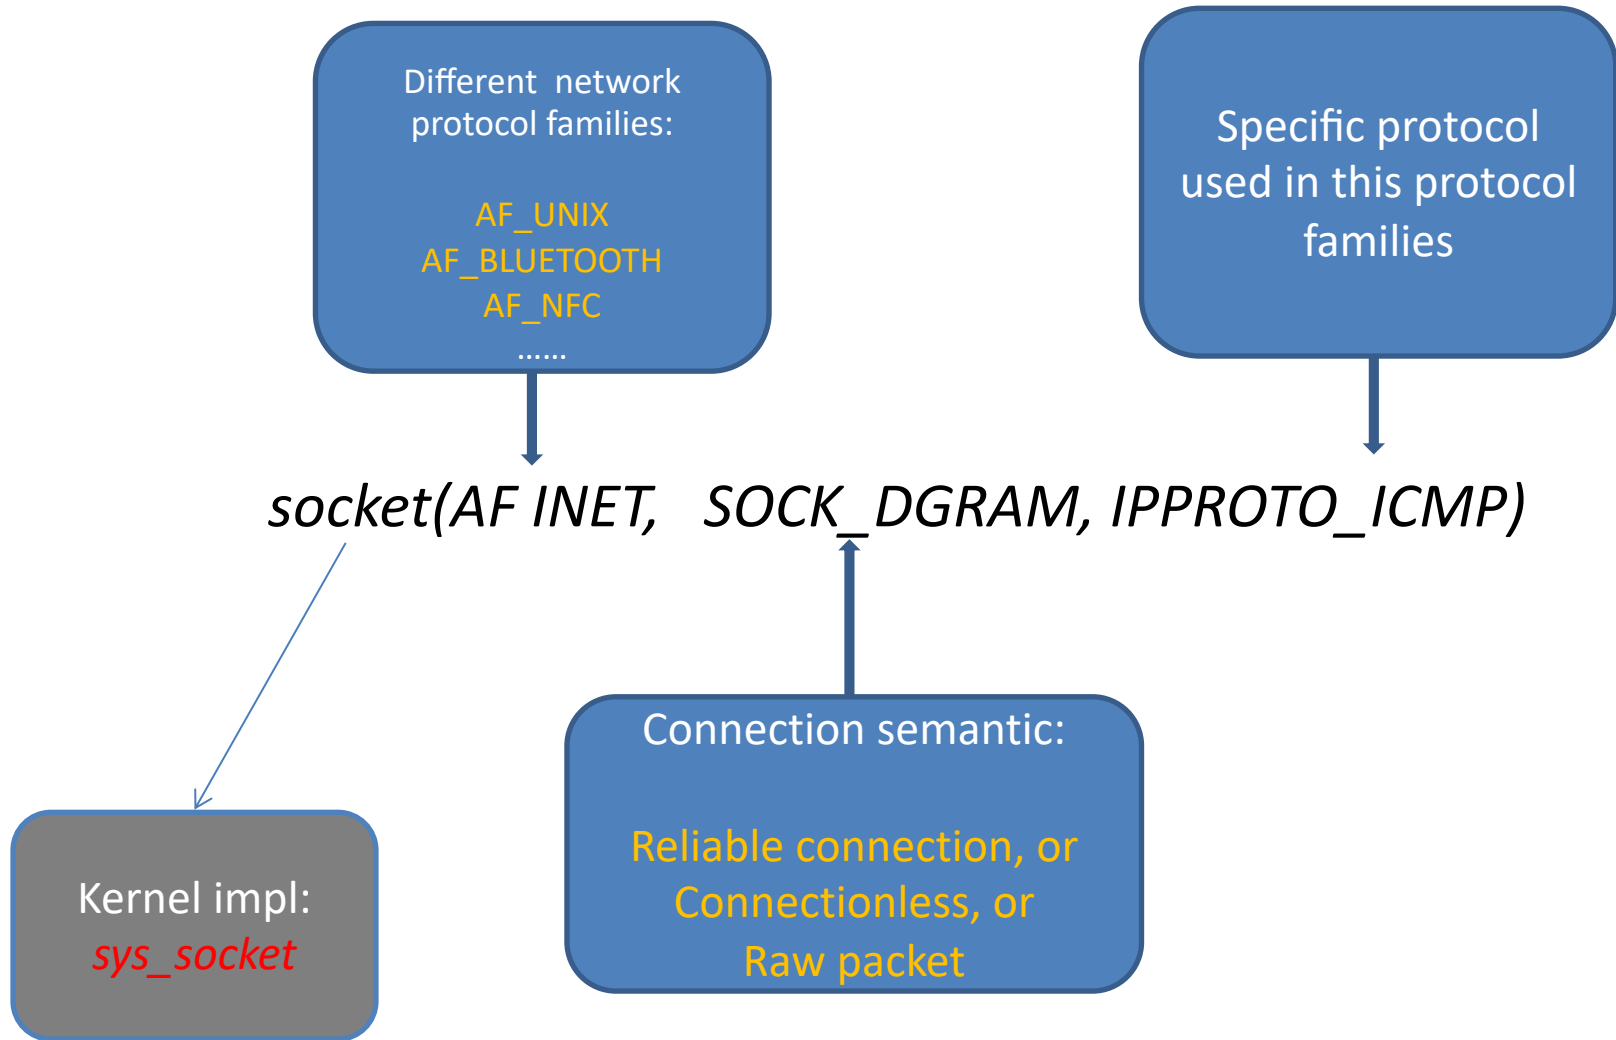 Different network
protocol families:
AF_UNIX
AF_BLUETOOTH
AF_NFC
......
Specific protocol
used in this protocol
families
socket(AF INET, SOCK_DGRAM, IPPROTO_ICMP)
Connection semantic:
Reliable connection, or
Connectionless, or
Raw packet
Kernel impl:
sys_socket